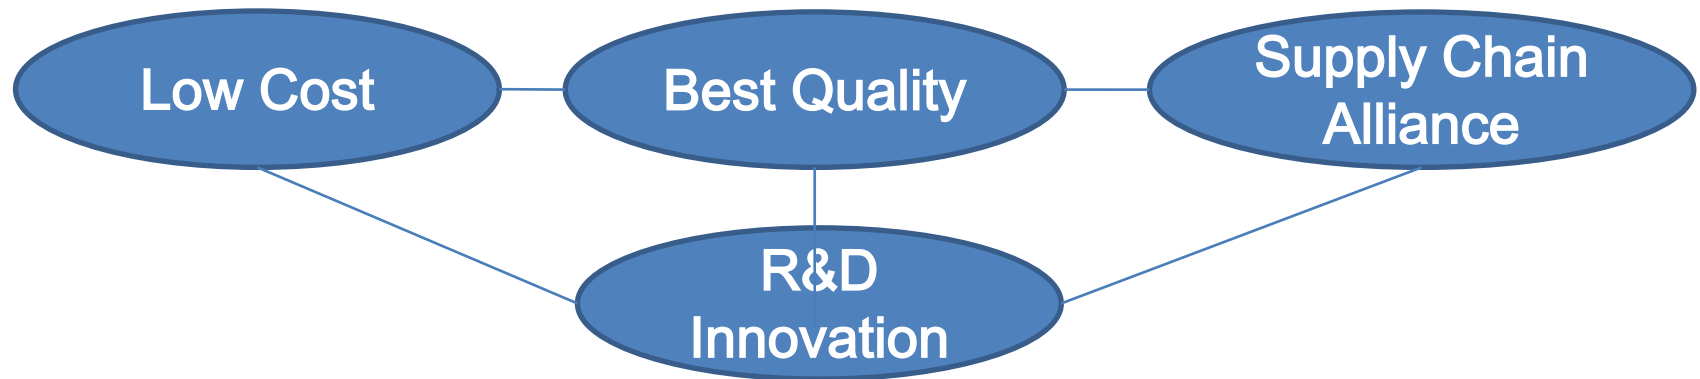 Low Cost
Best Quality
Supply Chain
Alliance
R&D
Innovation